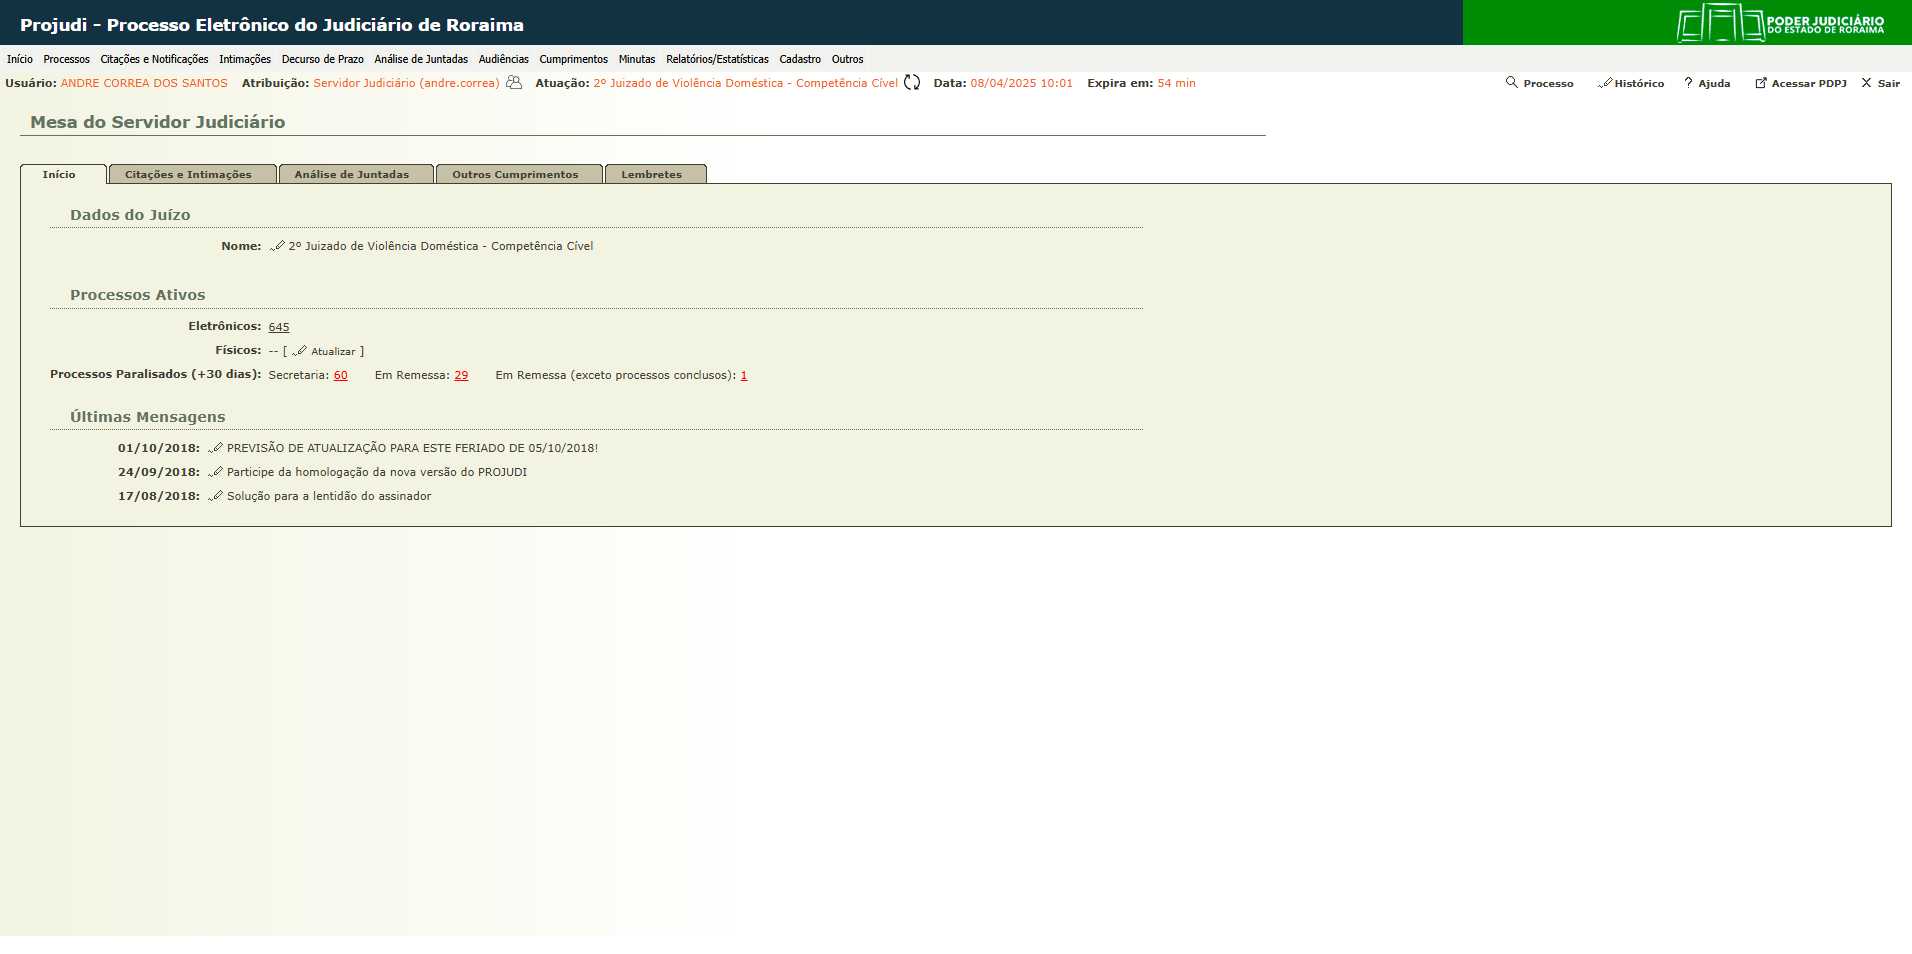 Projudi - Processo Eletrônico do Judiciário de Roraima
PODER JUDICIÁRIO
DO ESTADO DE RORAIMA
Início Processos Citações e Notificações Intimações Decurso de Prazo Análise de Juntadas Audiências Cumprimentos Minutas Relatórios/Estatísticas Cadastro Outros
Usuário: ANDRE CORREA DOS SANTOS Atribuição: Servidor Judiciário (andre.correa) Atuação: 2º Juizado de Violência Doméstica - Competência Cível Data: 08/04/2025 10:01 Expira em: 54 min Processo Histórico ? Ajuda Acessar PDPJ X Sair
Mesa do Servidor Judiciário
Início Citações e Intimações Análise de Juntadas Outros Cumprimentos Lembretes
Dados do Juízo
Nome: 2º Juizado de Violência Doméstica - Competência Cível
Processos Ativos
Eletrônicos: 645
Físicos: -- [ Atualizar ]
Processos Paralisados (+30 dias): Secretaria: 60 Em Remessa: 29 Em Remessa (exceto processos conclusos): 1
Últimas Mensagens
01/10/2018: PREVISÃO DE ATUALIZAÇÃO PARA ESTE FERIADO DE 05/10/2018!
24/09/2018: Participe da homologação da nova versão do PROJUDI
17/08/2018: Solução para a lentidão do assinador